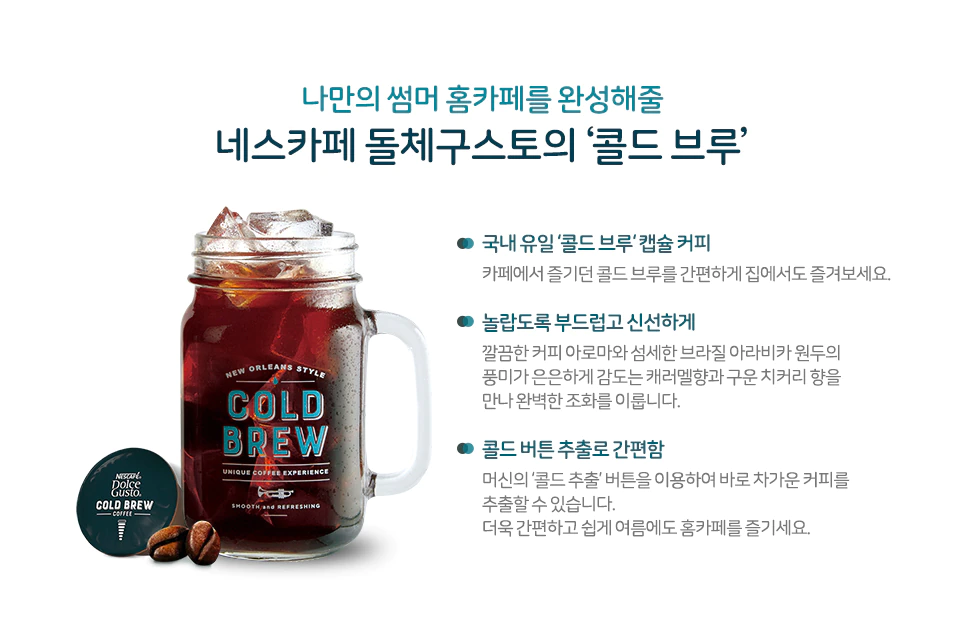 나만의 썸머 홈카페를 완성해줄
네스카페 돌체구스토의 ‘콜드 브루’
국내 유일 ‘콜드 브루‘ 캡슐 커피
카페에서 즐기던 콜드 브루를 간편하게 집에서도 즐겨보세요.
놀랍도록 부드럽고 신선하게
깔끔한 커피 아로마와 섬세한 브라질 아라비카 원두의
풍미가 은은하게 감도는 캐러멜향과 구운 치커리 향을
만나 완벽한 조화를 이룹니다.
콜드 버튼 추출로 간편함
머신의 ‘콜드 추출’ 버튼을 이용하여 바로 차가운 커피를
추출할 수 있습니다.
더욱 간편하고 쉽게 여름에도 홈카페를 즐기세요.
NEW ORLEANS STYLE
COLD
BREW
UNIQUE COFFEE EXPERIENCE
SMOOTH and REFRESHING
NESCAFÉ
Dolce
Gusto
COLD BREW
COFFEE